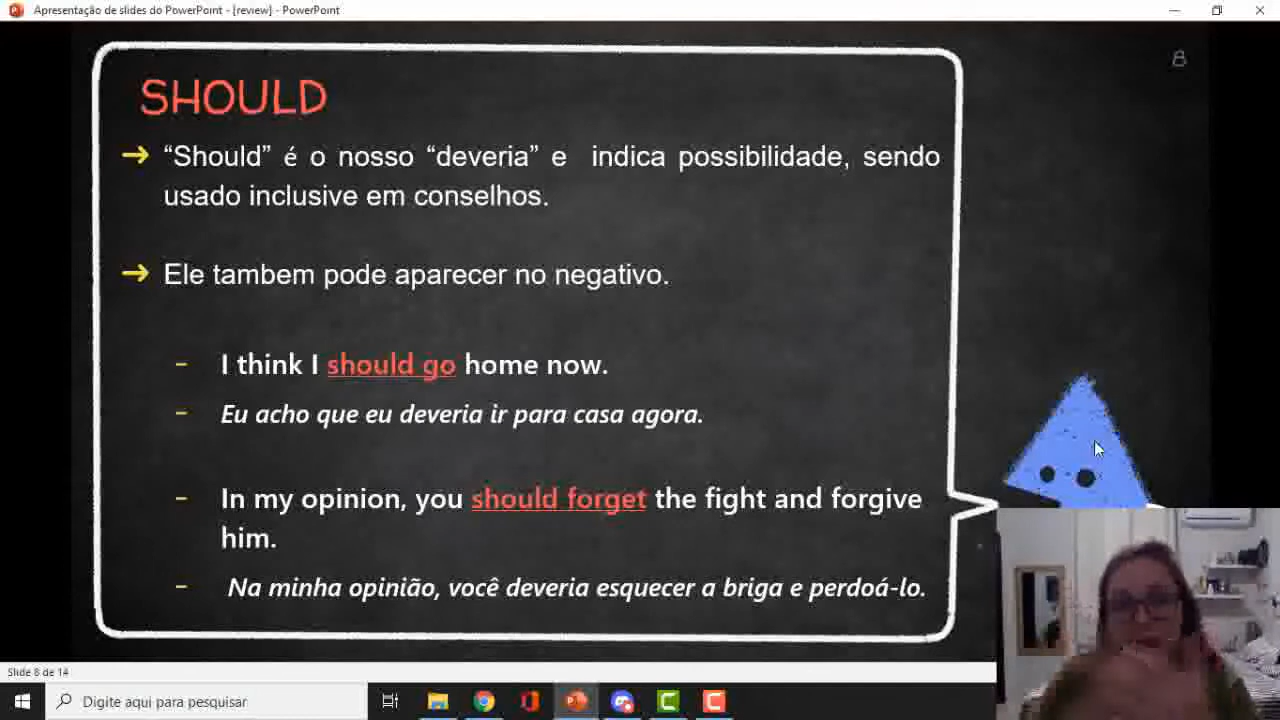 Apresentação de slides do PowerPoint - [review] - PowerPoint
SHOULD
➔ “Should” é o nosso “deveria” e indica possibilidade, sendo
usado inclusive em conselhos.
➔ Ele tambem pode aparecer no negativo.
- I think I should go home now.
- Eu acho que eu deveria ir para casa agora.
- In my opinion, you should forget the fight and forgive
him.
- Na minha opinião, você deveria esquecer a briga e perdoá-lo.
Slide 8 de 14
Digite aqui para pesquisar